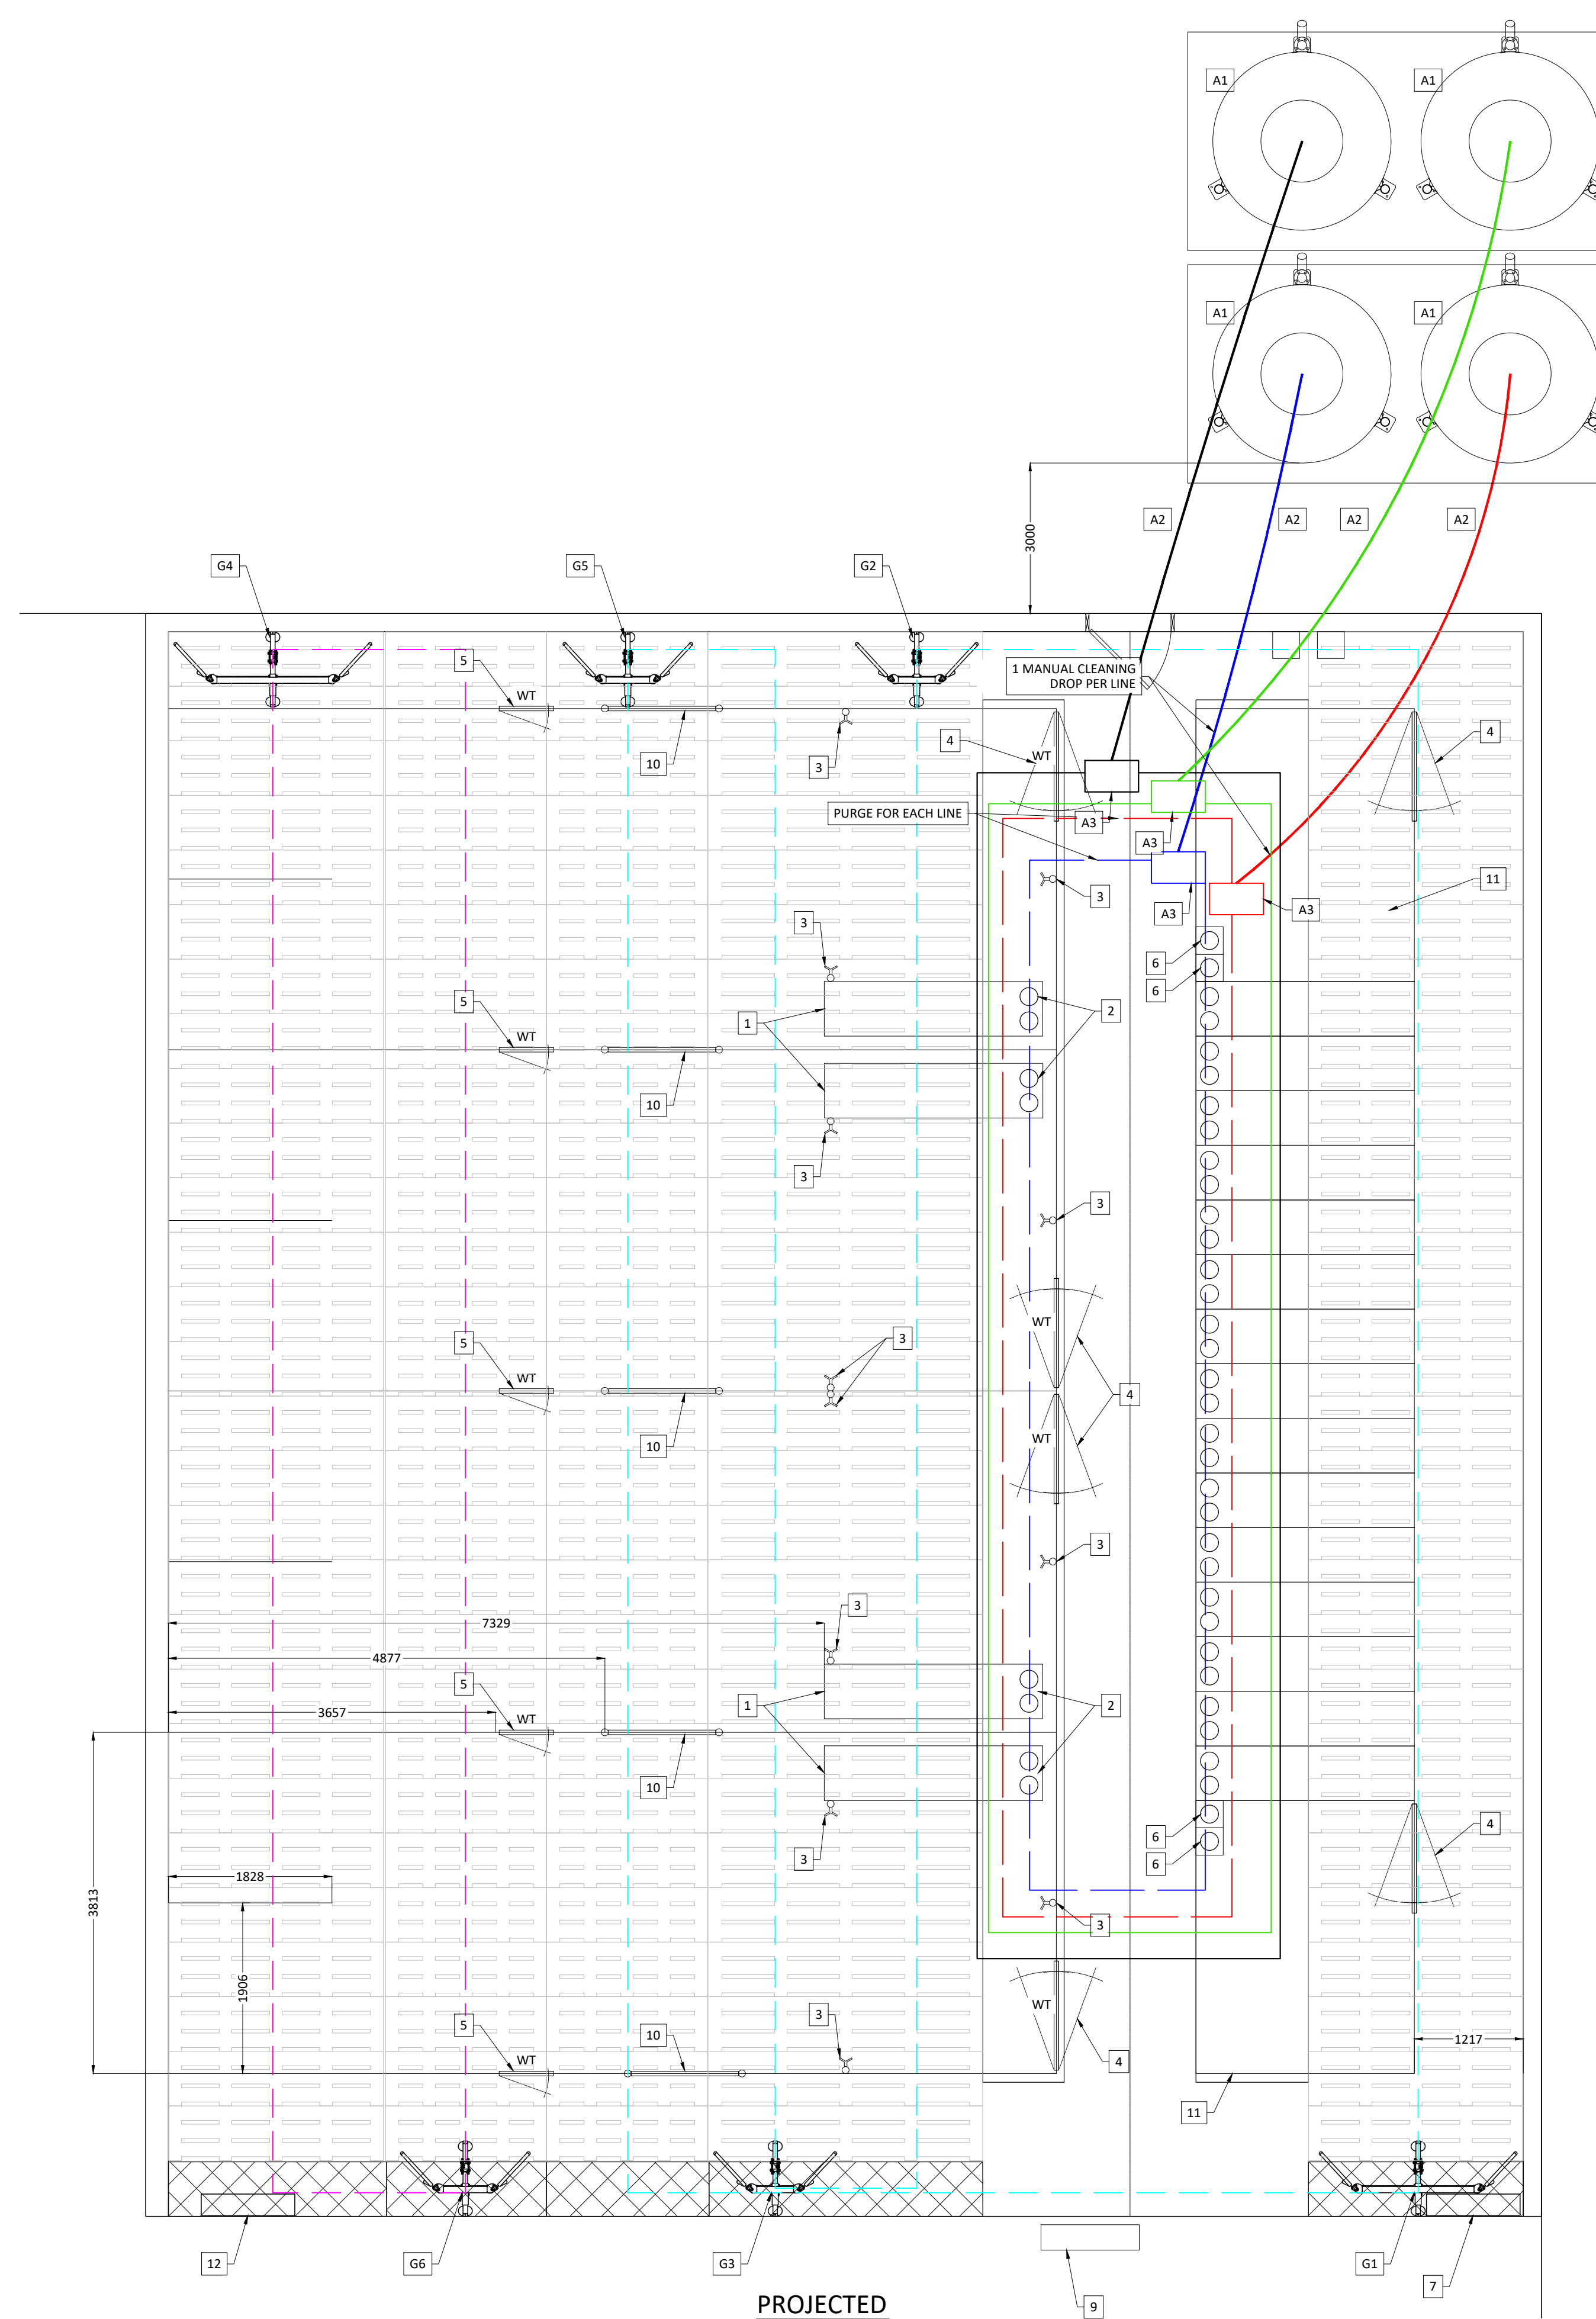 A1
A1
A1
A1
A2
A2
A2
A2
3000
G4
G5
G2
5
WT
1 MANUAL CLEANING
DROP PER LINE
10
3
4
WT
4
PURGE FOR EACH LINE
A3
A3
A3
A3
11
3
3
6
6
5
WT
1
2
10
3
3
5
WT
3
WT
4
WT
10
3
3
7329
4877
5
WT
3657
1
2
10
3
6
6
4
1828
3813
3
1906
5
WT
10
3
WT
4
1217
11
12
G6
G3
G1
7
9
PROJECTED